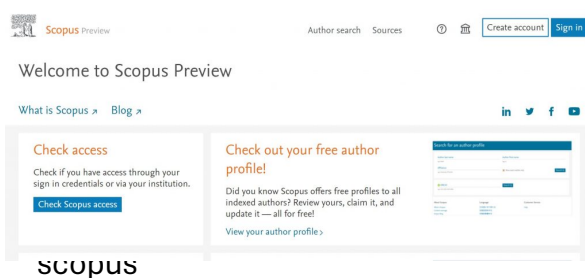 Scopus Preview
Author search Sources
Create account
Sign in
Welcome to Scopus Preview
What is Scopus
Blog
Check access
Check if you have access through your
sign in credentials or via your institution.
Check Scopus access
Check out your free author
profile!
Did you know Scopus offers free profiles to all
indexed authors? Review yours, claim it, and
update it — all for free!
View your author profile >
Search for an author profile
scopus